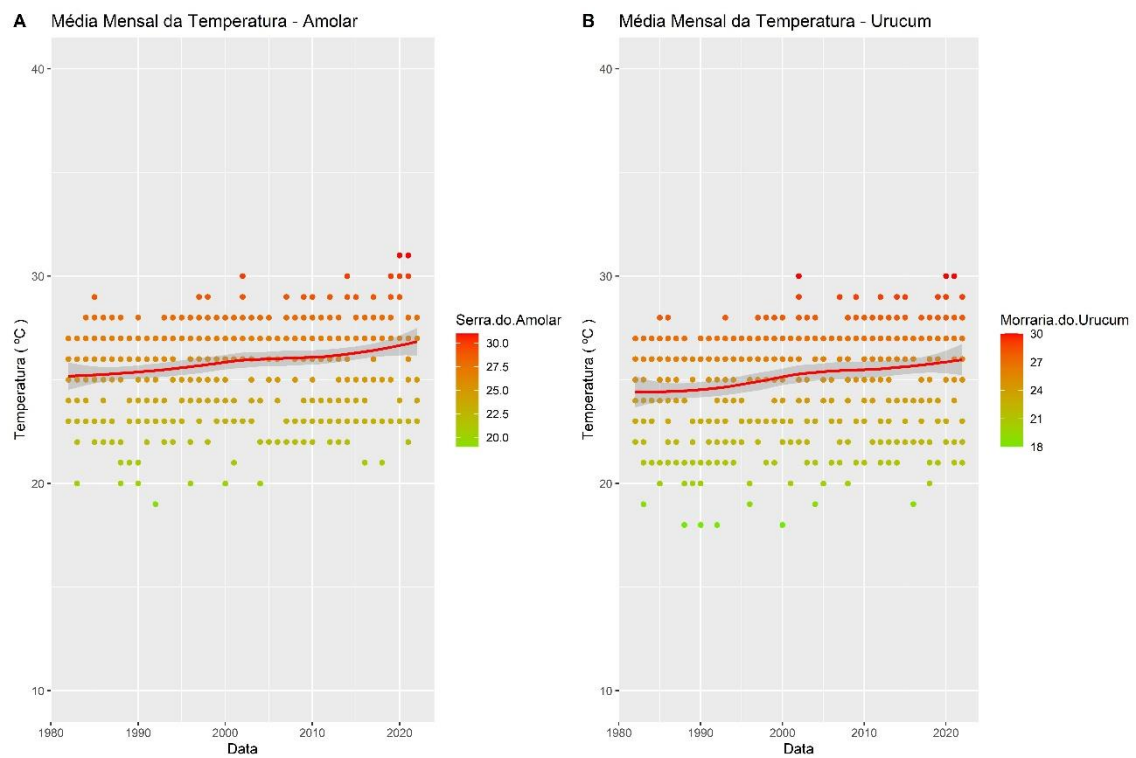 A Média Mensal da Temperatura - Amolar
40
30
20
10
Temperatura ( ºC )
1980 1990 2000 2010 2020
Data
Serra.do.Amolar
30.0
27.5
25.0
22.5
20.0
B Média Mensal da Temperatura - Urucum
40
30
20
10
Temperatura ( ºC )
1980 1990 2000 2010 2020
Data
Morraria.do.Urucum
30
27
24
21
18